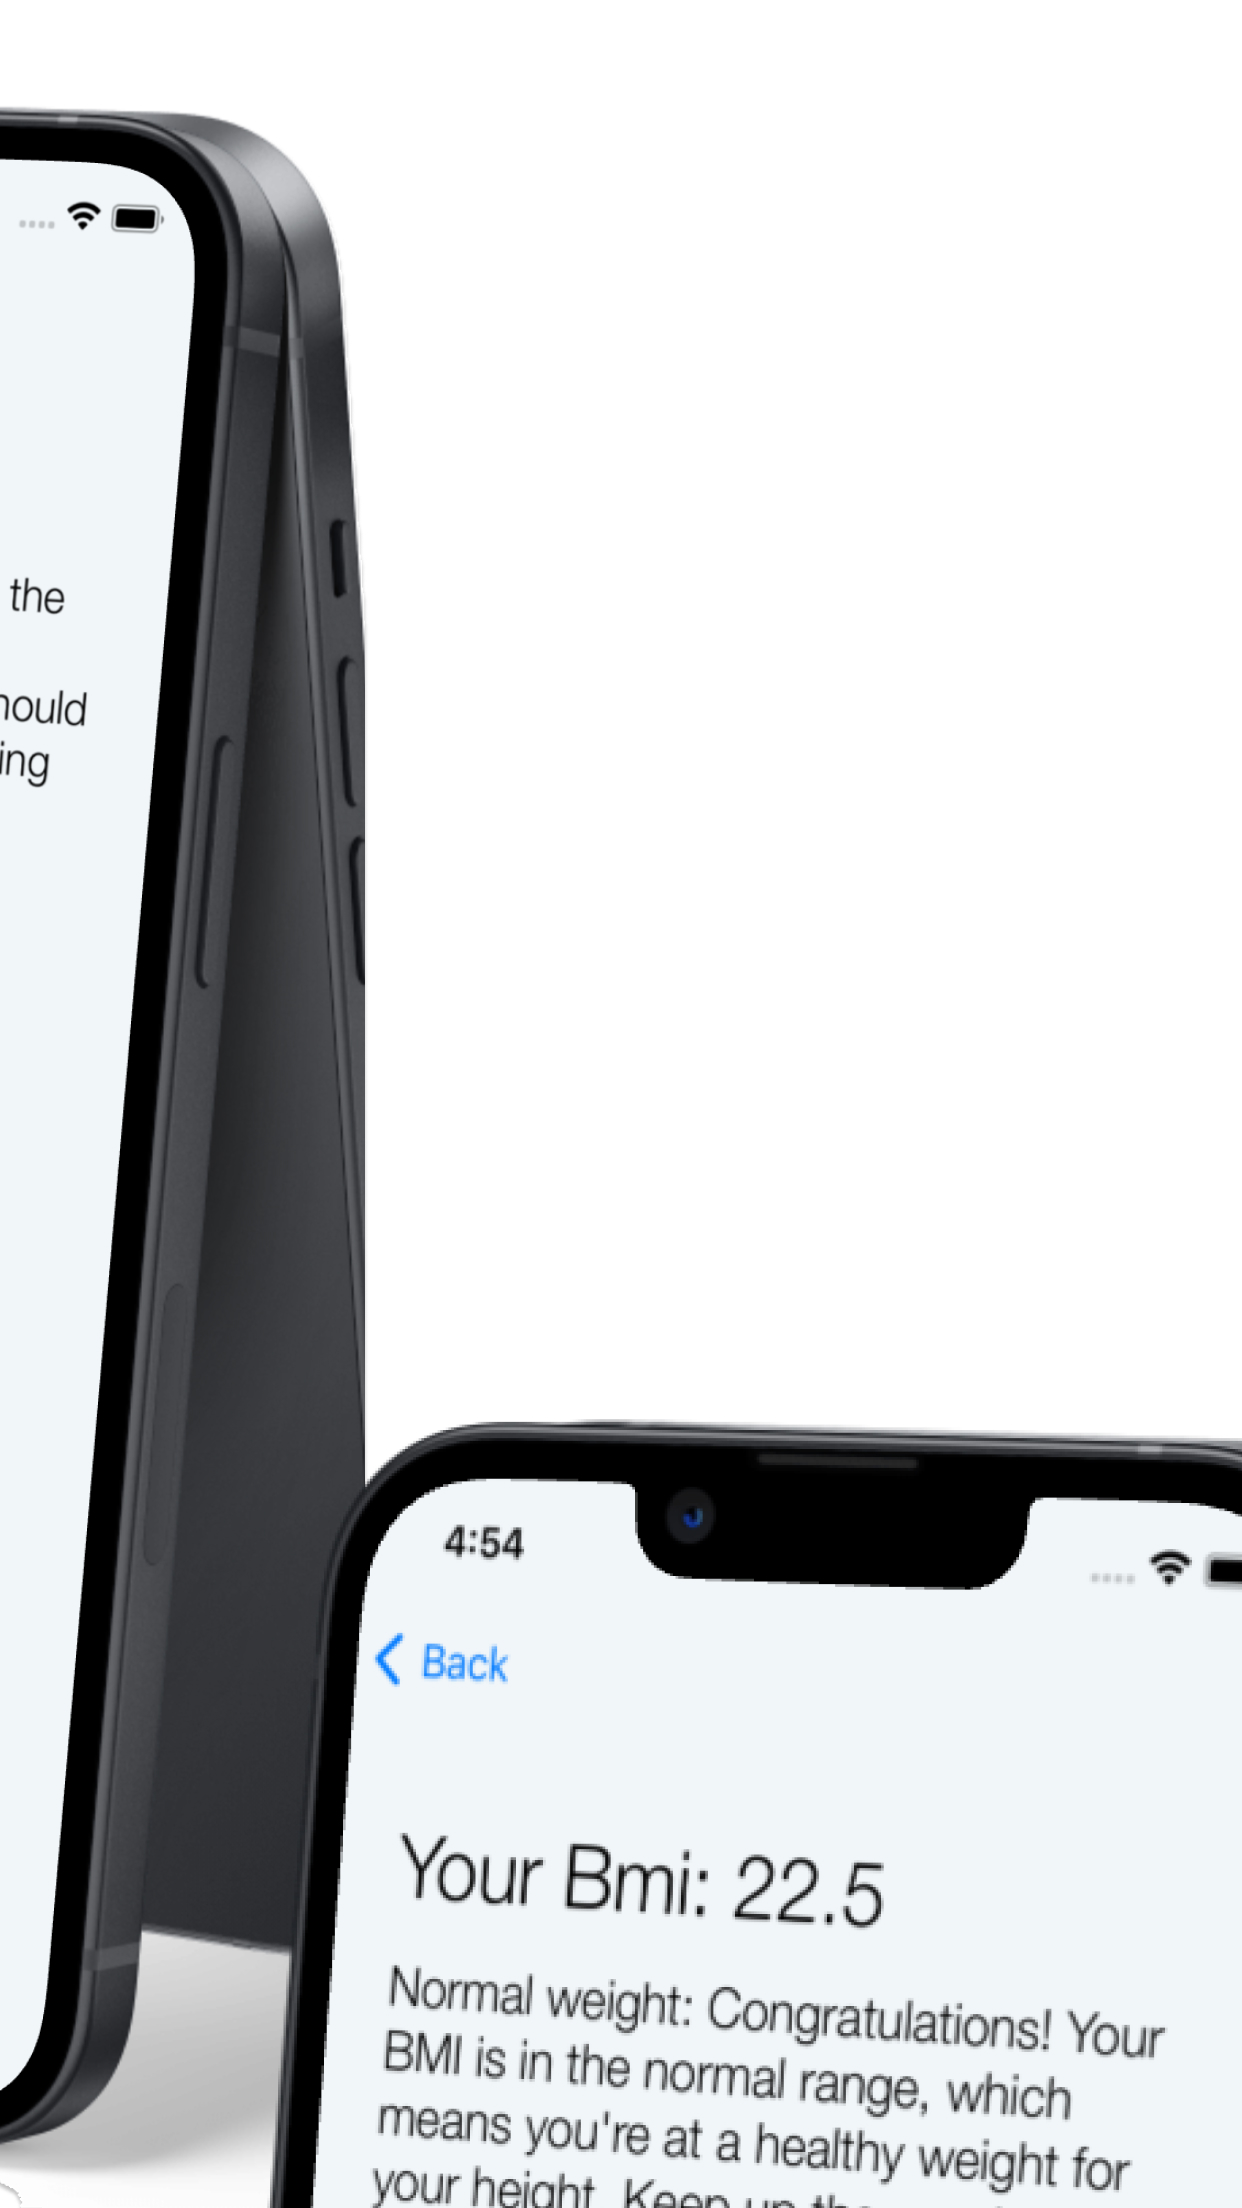 the
hould
ing
4:54
Back
Your Bmi: 22.5
Normal weight: Congratulations! Your
BMI is in the normal range, which
means you're at a healthy weight for
your height. Keep up the